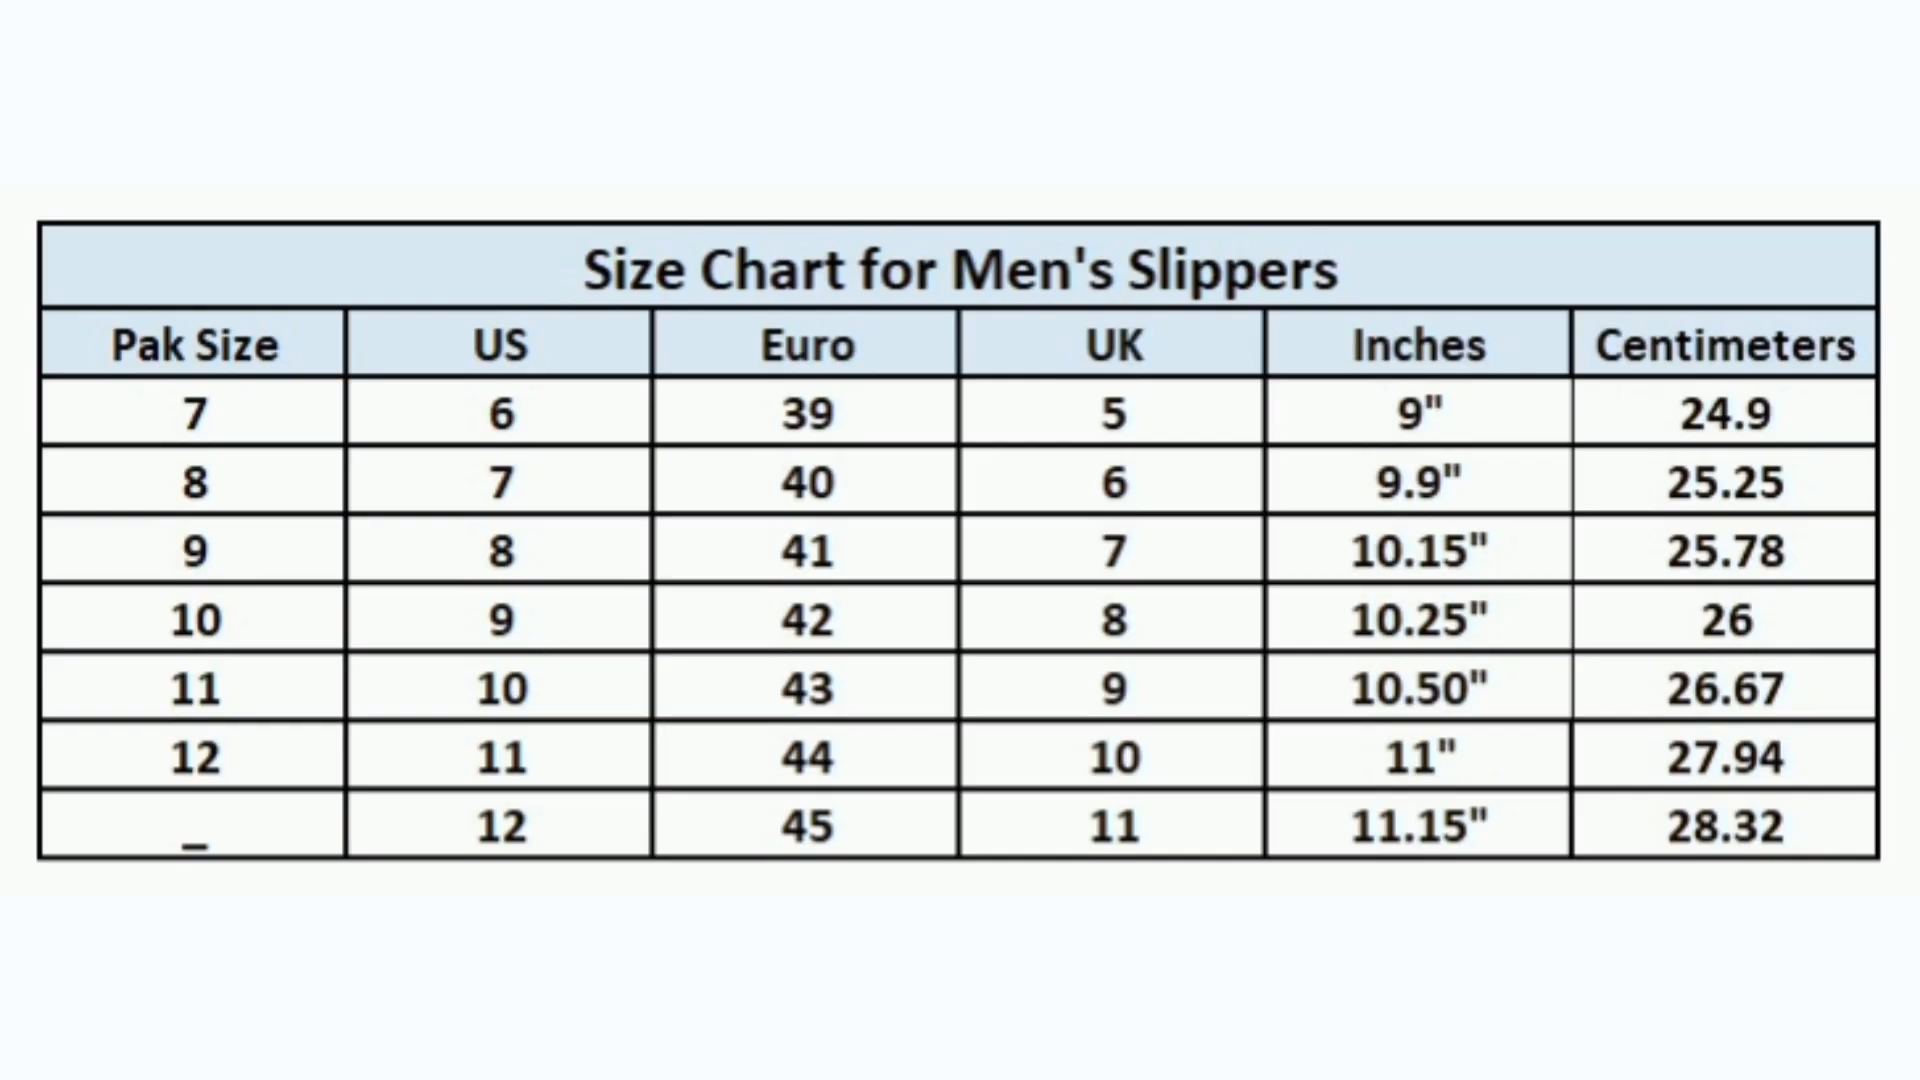 Size Chart for Men's Slippers
Pak Size US Euro UK Inches Centimeters
7 6 39 5 9" 24.9
8 7 40 6 9.9" 25.25
9 8 41 7 10.15" 25.78
10 9 42 8 10.25" 26
11 10 43 9 10.50" 26.67
12 11 44 10 11" 27.94
_ 12 45 11 11.15" 28.32